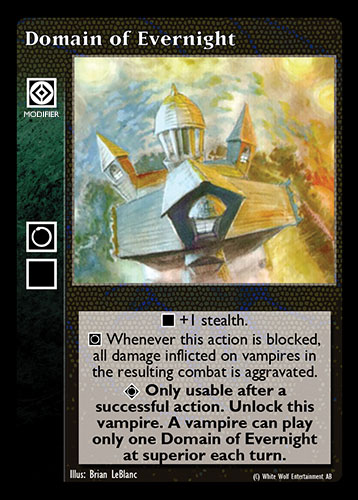 Domain of Evernight
MODIFIER
+1 stealth.
Whenever this action is blocked,
all damage inflicted on vampires in
the resulting combat is aggravated.
Only usable after a
successful action. Unlock this
vampire. A vampire can play
only one Domain of Evernight
at superior each turn.
Illus: Brian LeBlanc
(C) White Wolf Entertainment AB